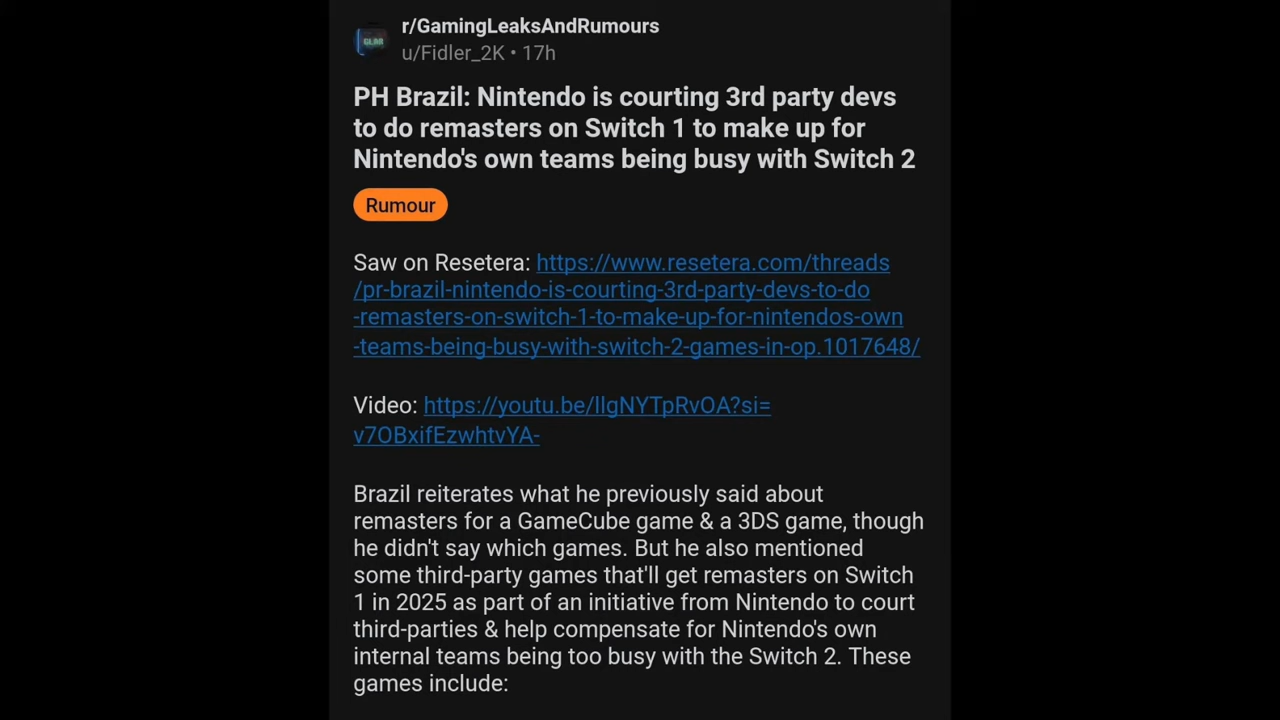 r/GamingLeaksAndRumours
u/Fidler_2K • 17h
PH Brazil: Nintendo is courting 3rd party devs
to do remasters on Switch 1 to make up for
Nintendo's own teams being busy with Switch 2
Rumour
Saw on Resetera: https://www.resetera.com/threads
/pr-brazil-nintendo-is-courting-3rd-party-devs-to-do
-remasters-on-switch-1-to-make-up-for-nintendos-own
-teams-being-busy-with-switch-2-games-in-op.1017648/
Video: https://youtu.be/llgNYTpRvOA?si=
v7OBxifEzwhtvYA-
Brazil reiterates what he previously said about
remasters for a GameCube game & a 3DS game, though
he didn't say which games. But he also mentioned
some third-party games that'll get remasters on Switch
1 in 2025 as part of an initiative from Nintendo to court
third-parties & help compensate for Nintendo's own
internal teams being too busy with the Switch 2. These
games include: